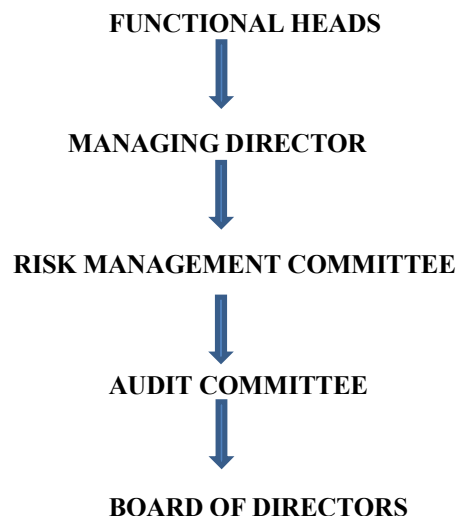 FUNCTIONAL HEADS
MANAGING DIRECTOR
RISK MANAGEMENT COMMITTEE
AUDIT COMMITTEE
BOARD OF DIRECTORS